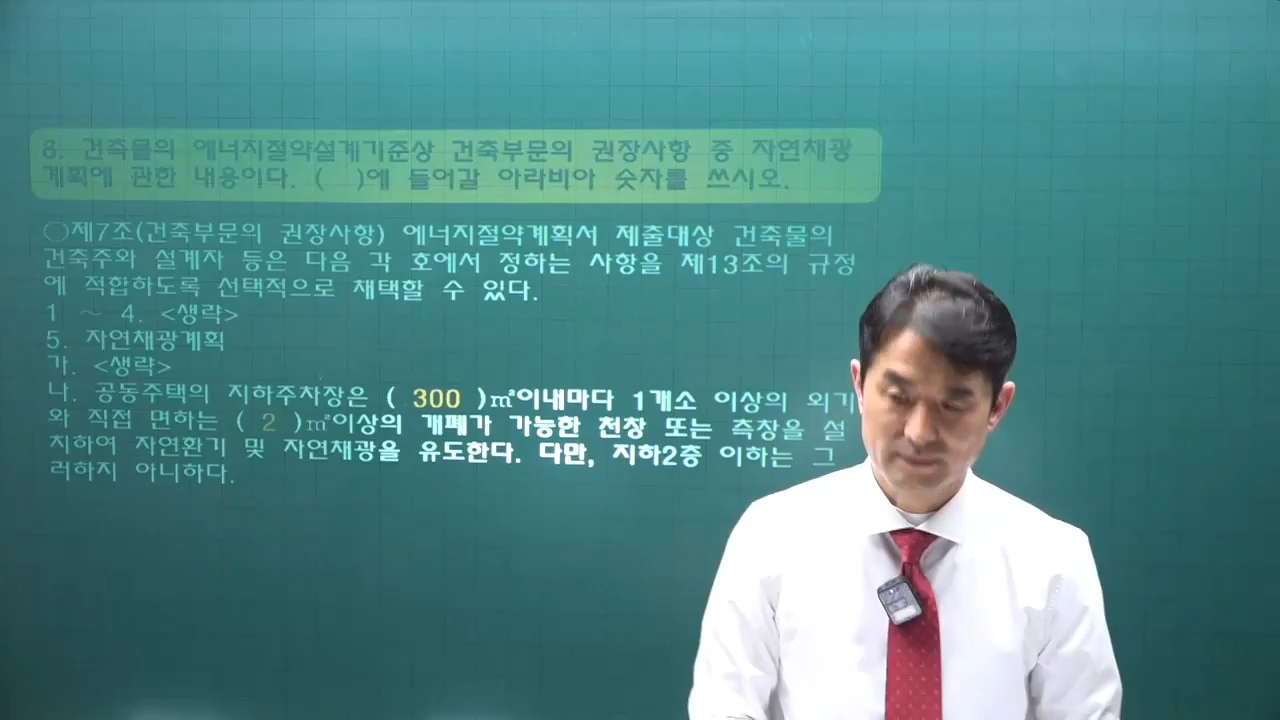 8. 건축물의 에너지절약설계기준상 건축부문의 권장사항 중 자연채광
계획에 관한 내용이다. (  )에 들어갈 아라비아 숫자를 쓰시오.
○제7조(건축부문의 권장사항) 에너지절약계획서 제출대상 건축물의
건축주와 설계자 등은 다음 각 호에서 정하는 사항을 제13조의 규정
에 적합하도록 선택적으로 채택할 수 있다.
1 ~ 4. <생략>
5. 자연채광계획
가. <생략>
나. 공동주택의 지하주차장은 ( 300 )㎡이내마다 1개소 이상의 외기
와 직접 면하는 ( 2 )㎡이상의 개폐가 가능한 천창 또는 측창을 설
치하여 자연환기 및 자연채광을 유도한다. 다만, 지하2층 이하는 그
러하지 아니하다.